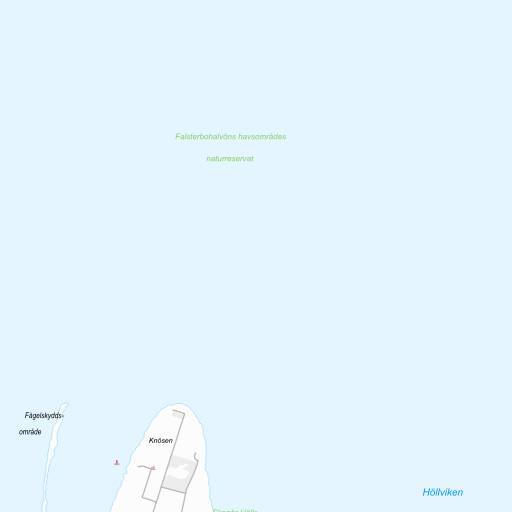 Falsterbohalvöns havsområdes
naturreservat
Fågelskydds-
område
Knösen
Höllviken